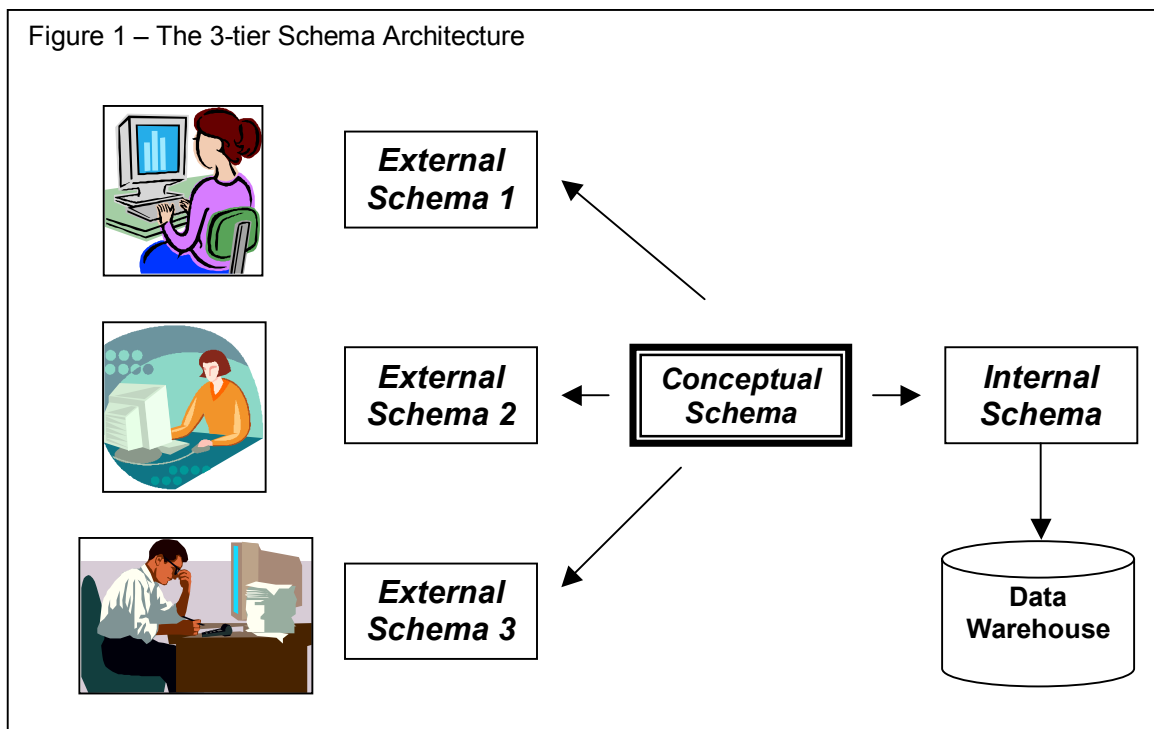 Figure 1 – The 3-tier Schema Architecture
External
Schema 1
External
Schema 2
Conceptual
Schema
Internal
Schema
External
Schema 3
Data
Warehouse